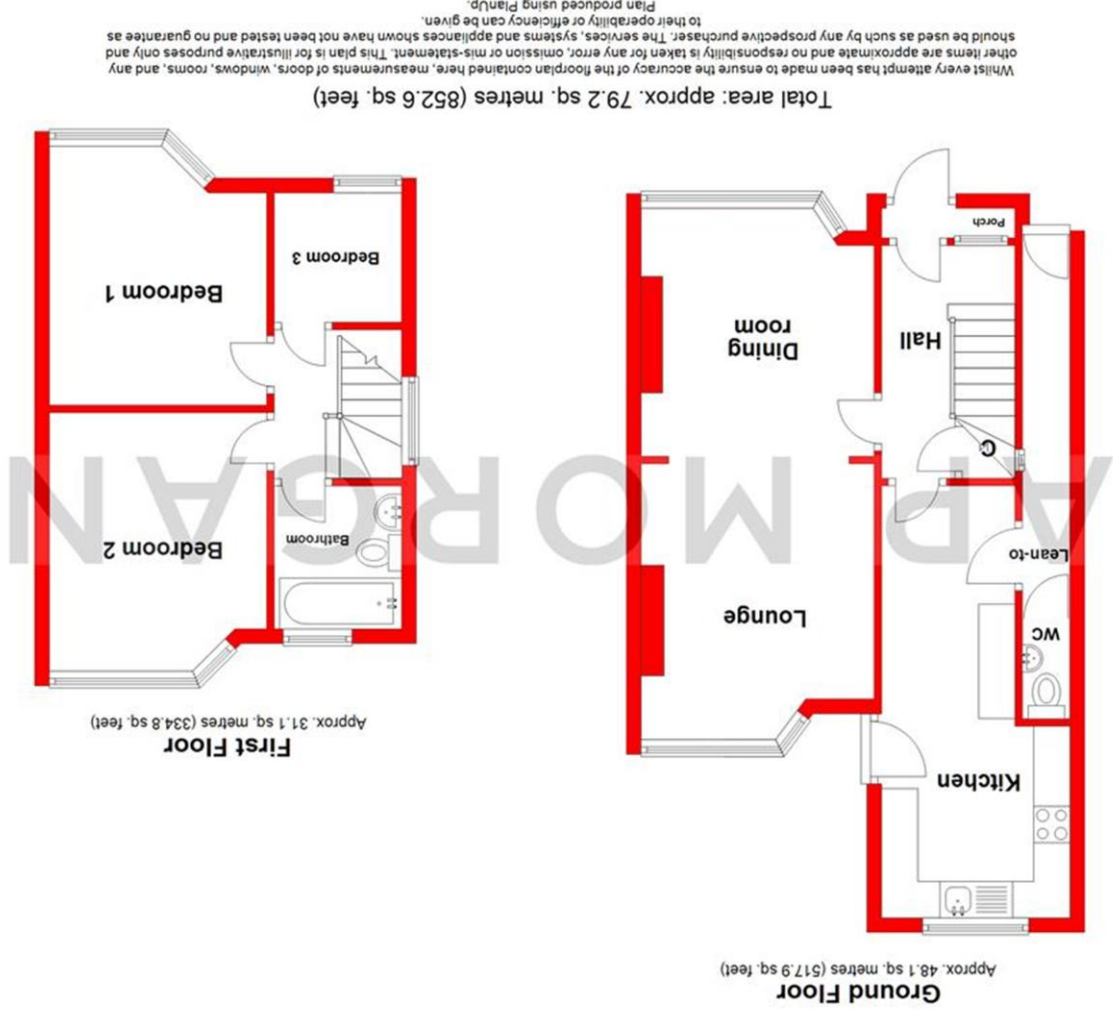 Ground Floor
Approx. 48.1 sq. metres (517.9 sq. feet)
Kitchen
WC
Lean-to
Lounge
C
Hall
Dining
room
Porch
First Floor
Approx. 31.1 sq. metres (334.8 sq. feet)
Bedroom 2
Bathroom
Bedroom 1
Bedroom 3
AP MORGAN
Total area: approx. 79.2 sq. metres (852.6 sq. feet)
Whilst every attempt has been made to ensure the accuracy of the floorplan contained here, measurements of doors, windows, rooms, and any
other items are approximate and no responsibility is taken for any error, omission or mis-statement. This plan is for illustrative purposes only and
should be used as such by any prospective purchaser. The services, systems and appliances shown have not been tested and no guarantee as
to their operability or efficiency can be given.
Plan produced using PlanUp.